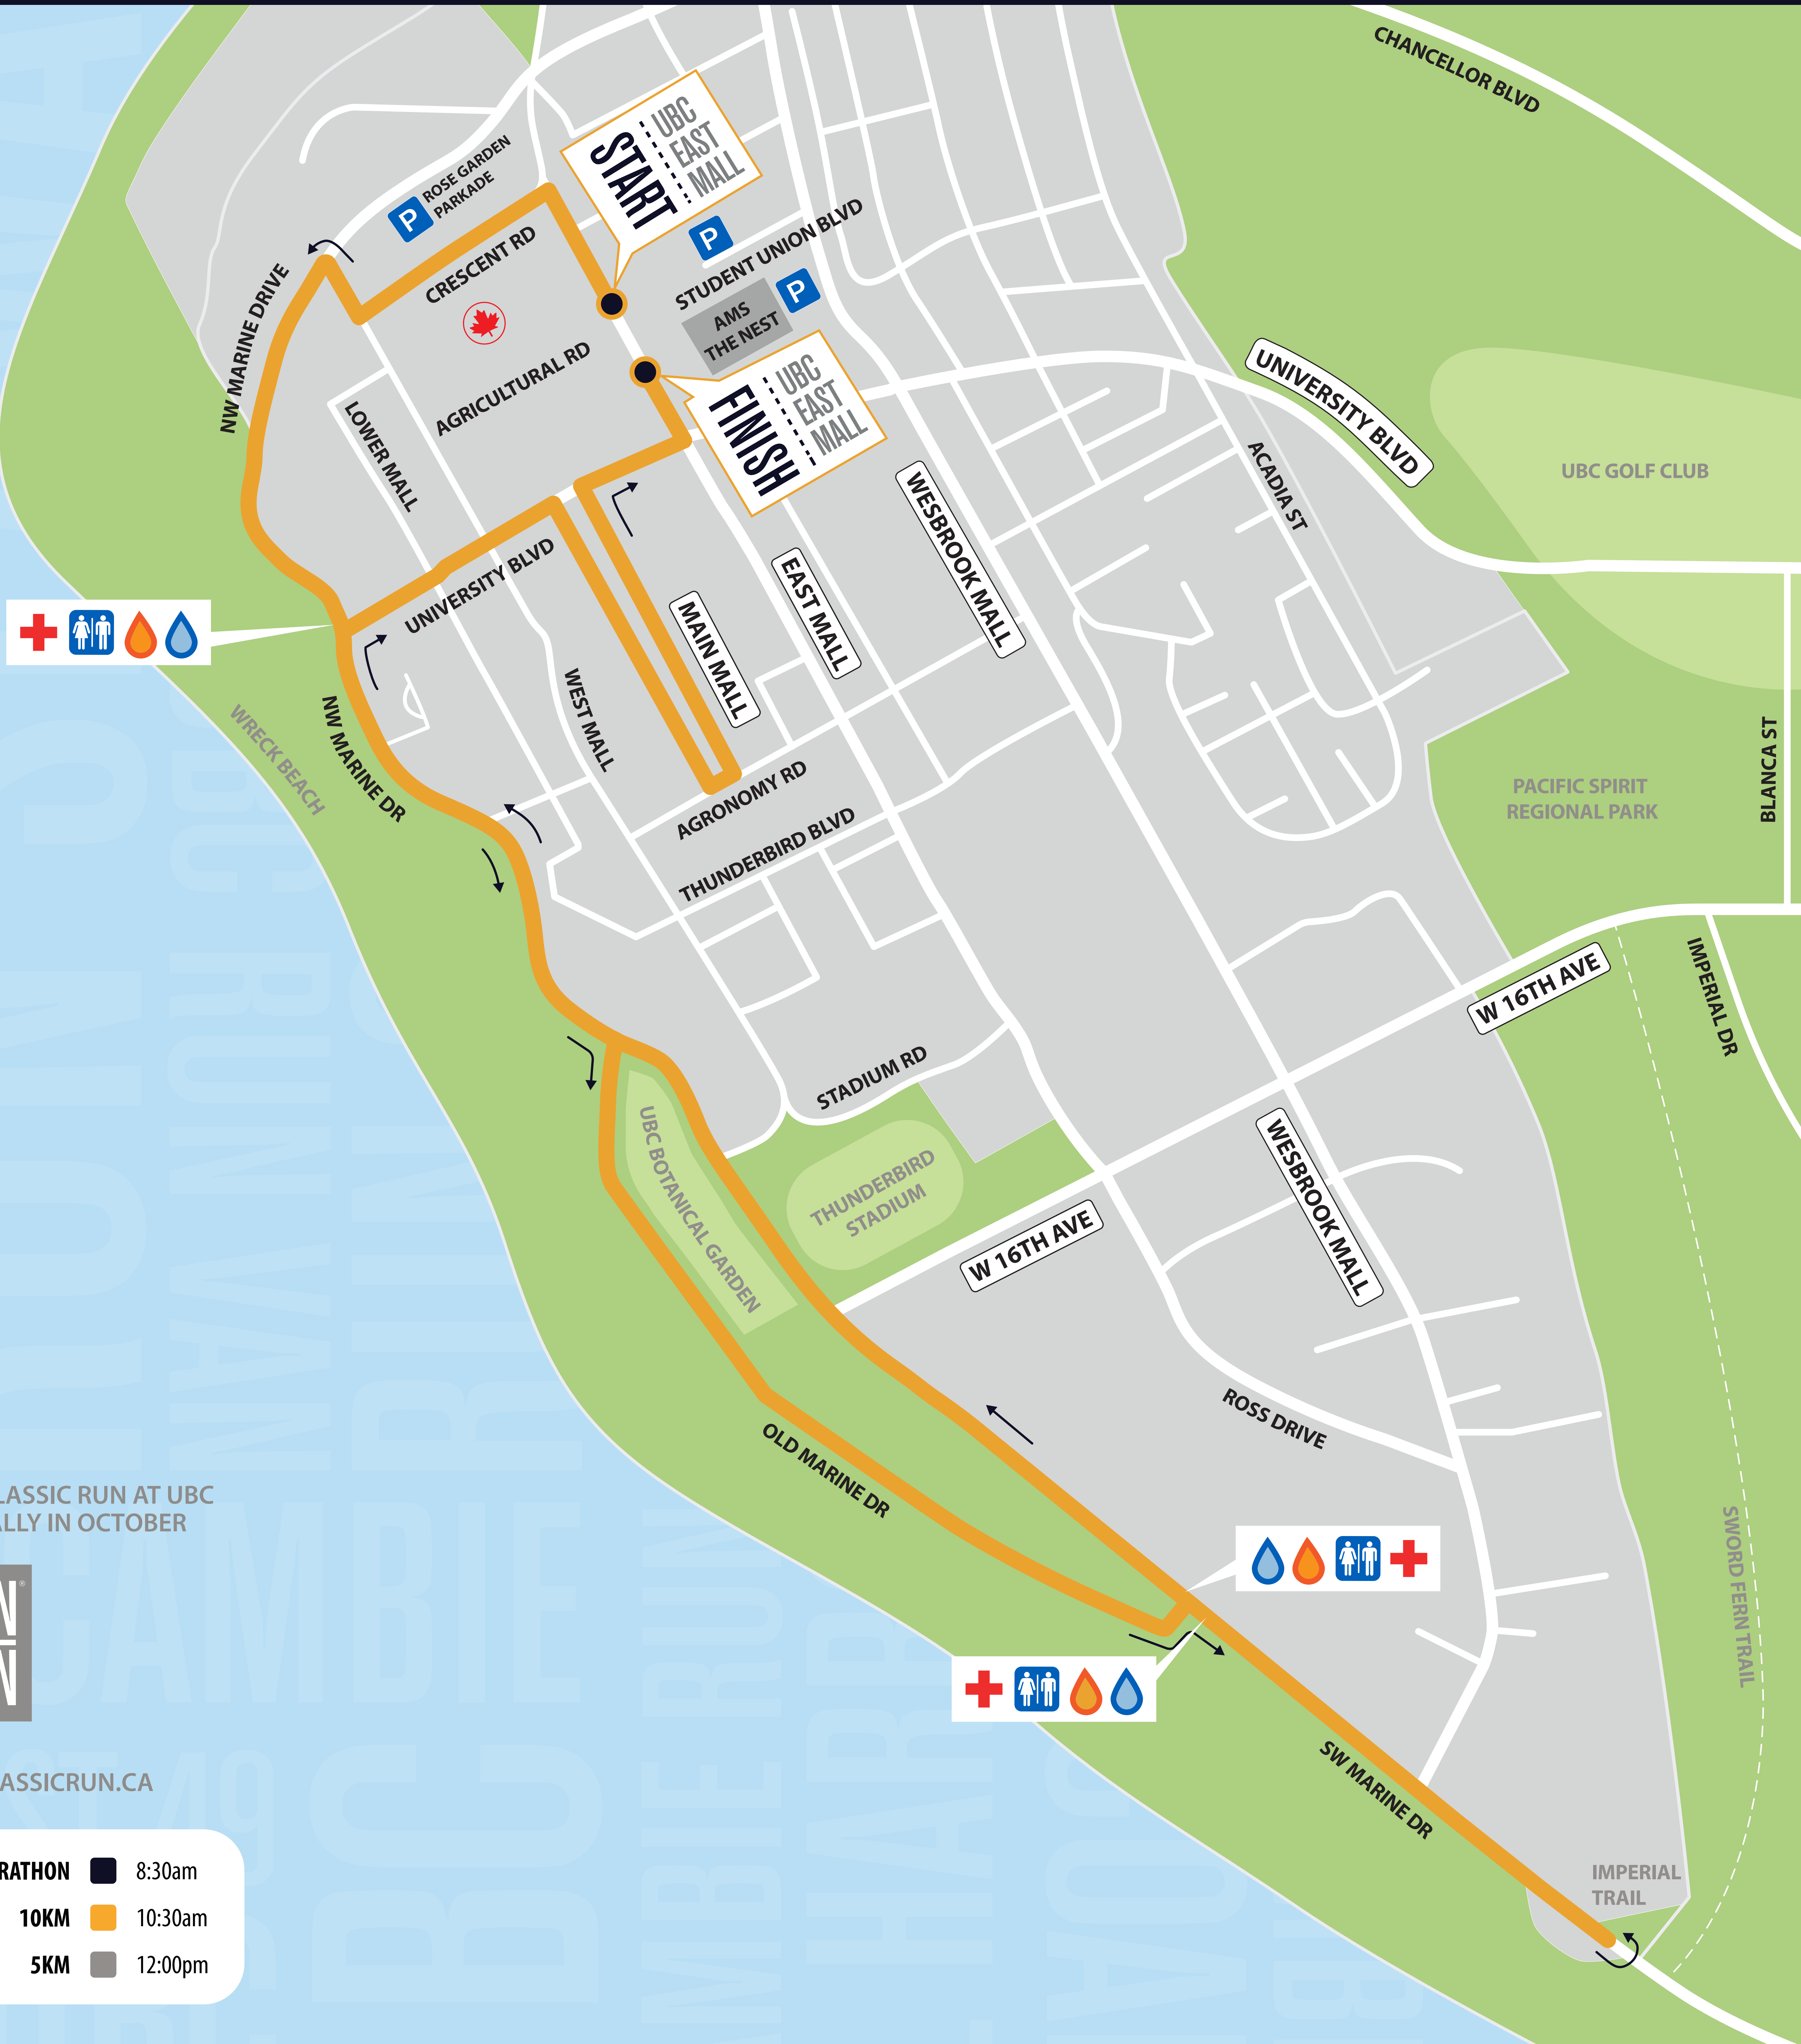 CHANCELLOR BLVD
START
UBC
EAST
MALL
P
ROSE GARDEN
PARKADE
P
STUDENT UNION BLVD
CRESCENT RD
P
AMS
THE NEST
NW MARINE DRIVE
AGRICULTURAL RD
FINISH
UBC
EAST
MALL
UNIVERSITY BLVD
UBC GOLF CLUB
LOWER MALL
ACADIA ST
WESBROOK MALL
UNIVERSITY BLVD
EAST MALL
MAIN MALL
WEST MALL
NW MARINE DR
WRECK BEACH
AGRONOMY RD
THUNDERBIRD BLVD
PACIFIC SPIRIT
REGIONAL PARK
BLANCA ST
W 16TH AVE
IMPERIAL DR
STADIUM RD
UBC BOTANICAL GARDEN
THUNDERBIRD
STADIUM
W 16TH AVE
WESBROOK MALL
ROSS DRIVE
OLD MARINE DR
LASSIC RUN AT UBC
ALLY IN OCTOBER
SWORD FERN TRAIL
SW MARINE DR
ASSICRUN.CA
IMPERIAL
TRAIL
RATHON 8:30am
10KM 10:30am
5KM 12:00pm